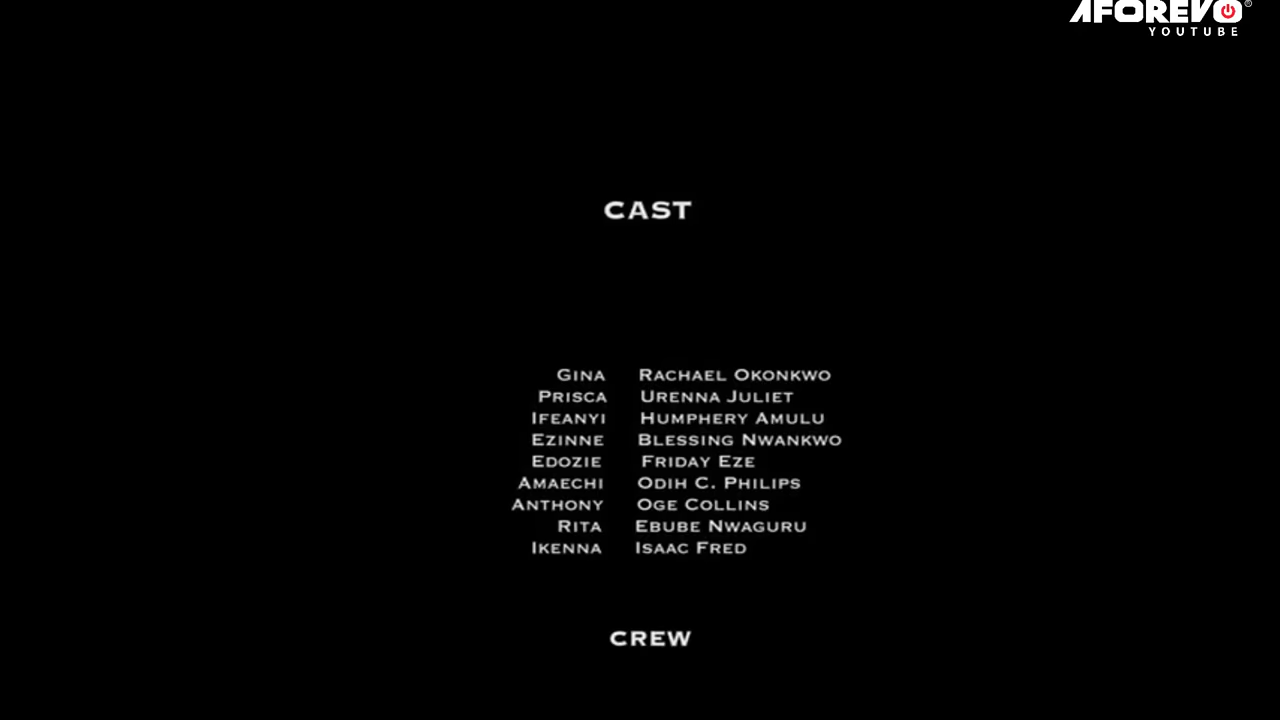 AFOREVO®
YOUTUBE
CAST
GINA RACHAEL OKONKWO
PRISCA URENNA JULIET
IFEANYI HUMPHERY AMULU
EZINNE BLESSING NWANKWO
EDOZIE FRIDAY EZE
AMAECHI ODIH C. PHILIPS
ANTHONY OGE COLLINS
RITA EBUBE NWAGURU
IKENNA ISAAC FRED
CREW